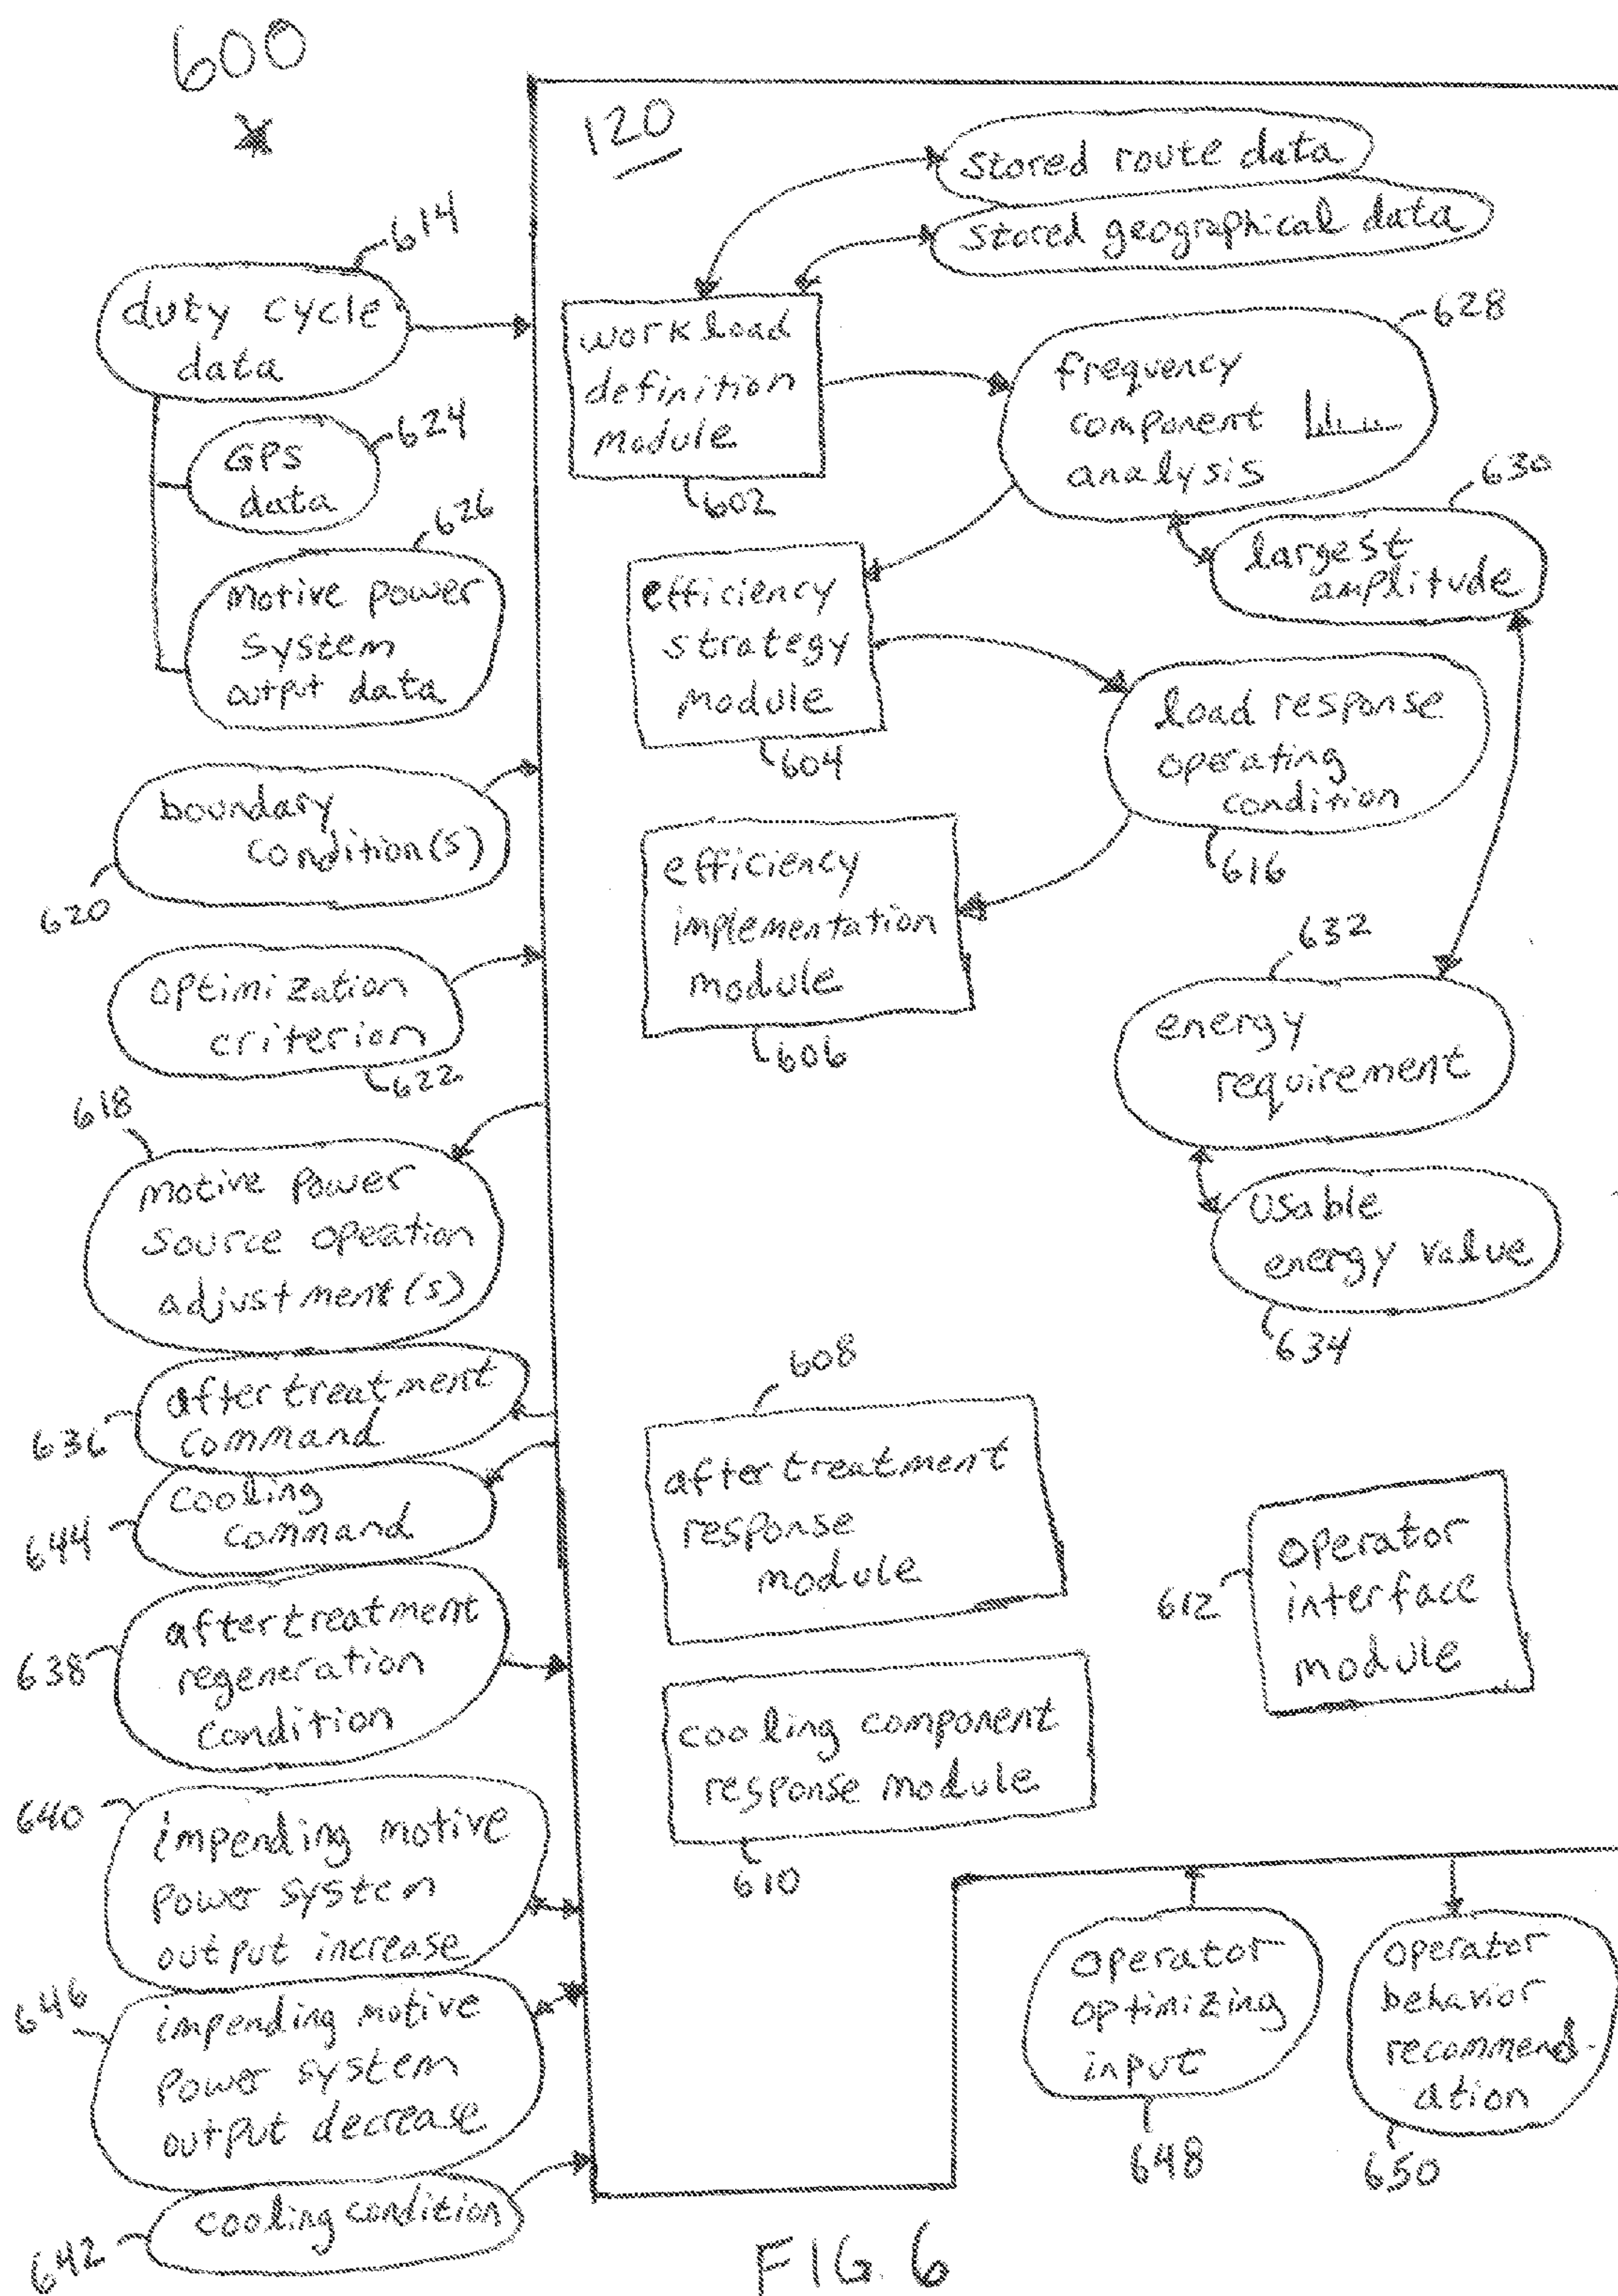 600
120
stored route data
stored geographical data
614
duty cycle
data
624
GPS
data
626
motive power
system
output data
boundary
condition(s)
620
optimization
criterion
622
618
motive power
source opeation
adjustment(s)
aftertreatment
command
636
cooling
command
644
aftertreatment
regeneration
condition
638
640
impending motive
power system
output increase
646
impending motive
power system
output decrease
cooling condition
642
workload
definition
module
602
628
frequency
component
analysis
630
largest
amplitude
efficiency
strategy
module
604
load response
operating
condition
616
efficiency
implementation
module
606
632
energy
requirement
usable
energy value
634
608
aftertreatment
response
module
612
operator
interface
module
cooling component
response module
610
operator
optimizing
input
648
operator
behavior
recommend-
ation
650
FIG. 6